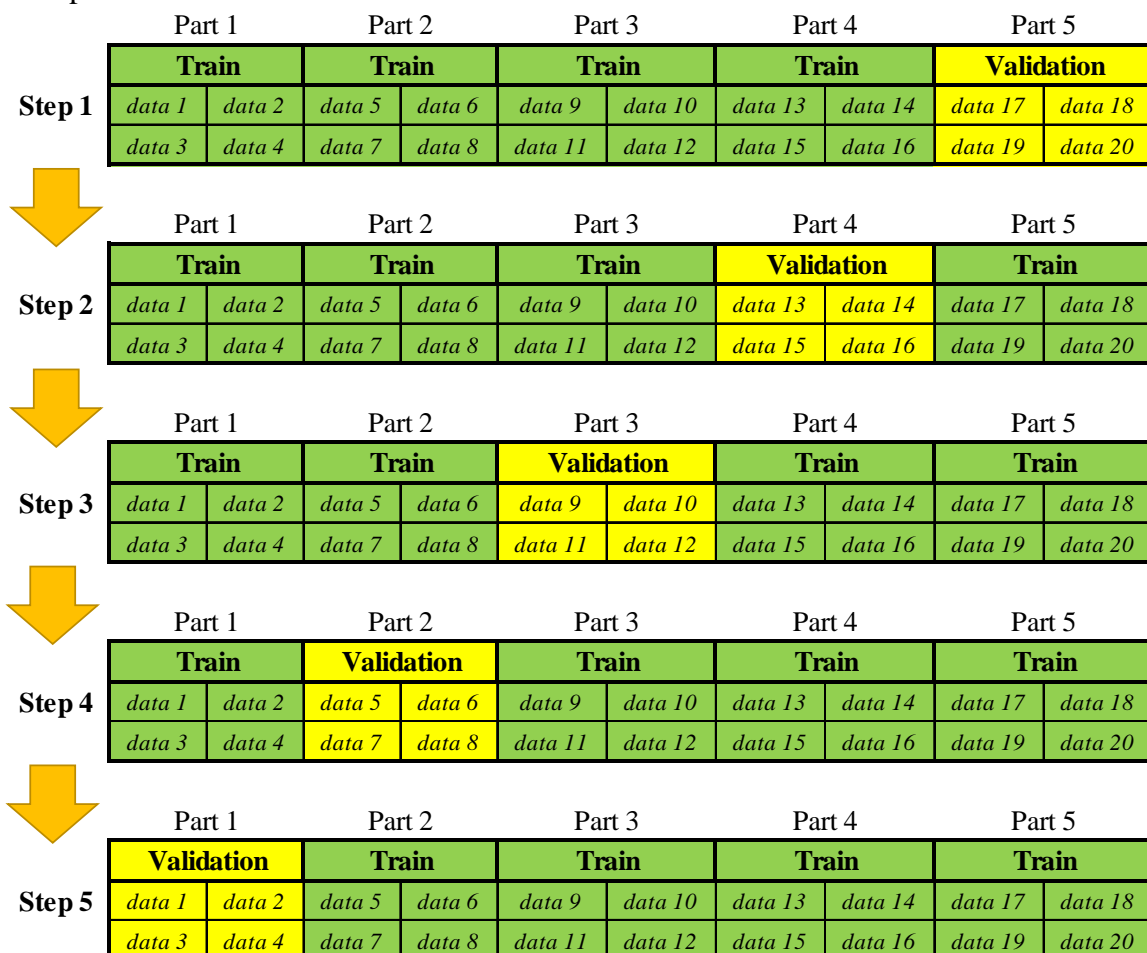 Part 1 Part 2 Part 3 Part 4 Part 5
Train Train Train Train Validation
Step 1 data 1 data 2 data 5 data 6 data 9 data 10 data 13 data 14 data 17 data 18
data 3 data 4 data 7 data 8 data 11 data 12 data 15 data 16 data 19 data 20
Part 1 Part 2 Part 3 Part 4 Part 5
Train Train Train Validation Train
Step 2 data 1 data 2 data 5 data 6 data 9 data 10 data 13 data 14 data 17 data 18
data 3 data 4 data 7 data 8 data 11 data 12 data 15 data 16 data 19 data 20
Part 1 Part 2 Part 3 Part 4 Part 5
Train Train Validation Train Train
Step 3 data 1 data 2 data 5 data 6 data 9 data 10 data 13 data 14 data 17 data 18
data 3 data 4 data 7 data 8 data 11 data 12 data 15 data 16 data 19 data 20
Part 1 Part 2 Part 3 Part 4 Part 5
Train Validation Train Train Train
Step 4 data 1 data 2 data 5 data 6 data 9 data 10 data 13 data 14 data 17 data 18
data 3 data 4 data 7 data 8 data 11 data 12 data 15 data 16 data 19 data 20
Part 1 Part 2 Part 3 Part 4 Part 5
Validation Train Train Train Train
Step 5 data 1 data 2 data 5 data 6 data 9 data 10 data 13 data 14 data 17 data 18
data 3 data 4 data 7 data 8 data 11 data 12 data 15 data 16 data 19 data 20